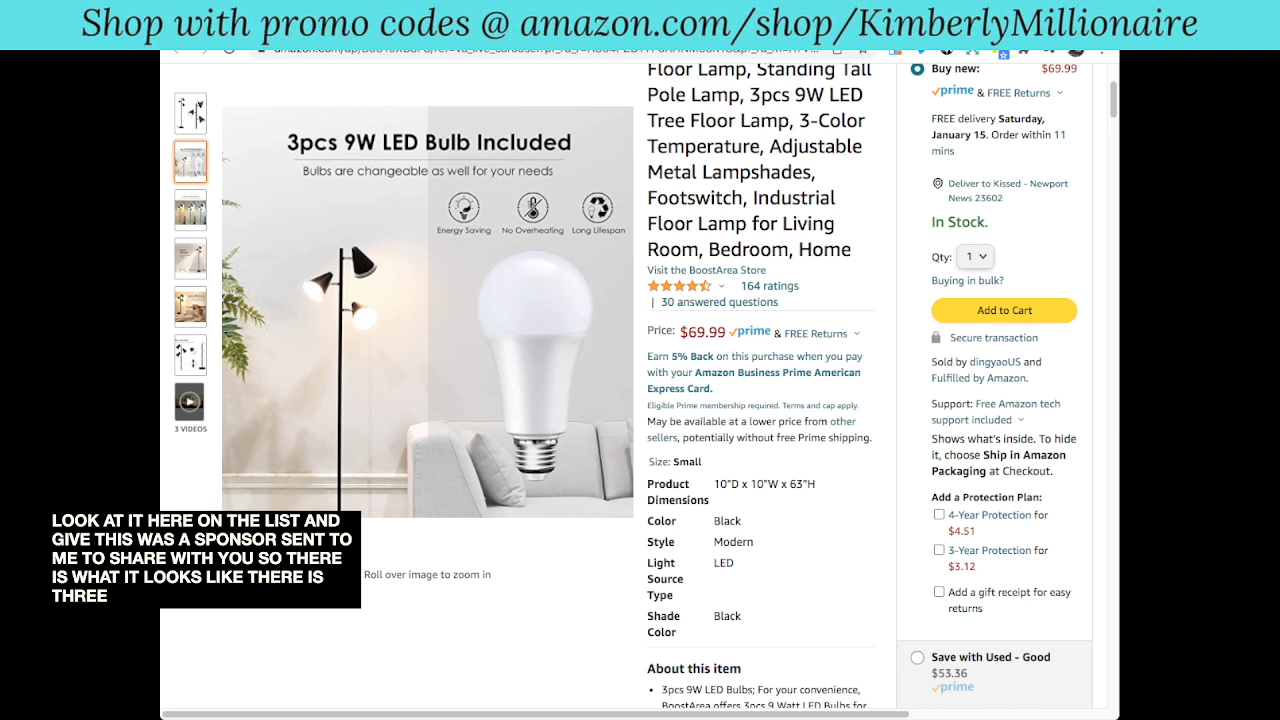 Shop with promo codes @ amazon.com/shop/KimberlyMillionaire
3pcs 9W LED Bulb Included
Bulbs are changeable as well for your needs
Energy Saving
No Overheating
Long Lifespan
3 VIDEOS
Roll over image to zoom in
LOOK AT IT HERE ON THE LIST AND
GIVE THIS WAS A SPONSOR SENT TO
ME TO SHARE WITH YOU SO THERE
IS WHAT IT LOOKS LIKE THERE IS
THREE
Floor Lamp, Standing Tall
Pole Lamp, 3pcs 9W LED
Tree Floor Lamp, 3-Color
Temperature, Adjustable
Metal Lampshades,
Footswitch, Industrial
Floor Lamp for Living
Room, Bedroom, Home
Visit the BoostArea Store
164 ratings
| 30 answered questions
Price: $69.99 prime & FREE Returns
Earn 5% Back on this purchase when you pay
with your Amazon Business Prime American
Express Card.
Eligible Prime membership required. Terms and cap apply.
May be available at a lower price from other
sellers, potentially without free Prime shipping.
Size: Small
Product
Dimensions
10"D x 10"W x 63"H
Color Black
Style Modern
Light
Source
Type
LED
Shade
Color
Black
About this item
• 3pcs 9W LED Bulbs; For your convenience,
BoostArea offers 3pcs 9 Watt LED Bulbs for
Buy new: $69.99
prime & FREE Returns
FREE delivery Saturday,
January 15. Order within 11
mins
Deliver to Kissed - Newport
News 23602
In Stock.
Qty: 1
Buying in bulk?
Add to Cart
Secure transaction
Sold by dingyaoUS and
Fulfilled by Amazon.
Support: Free Amazon tech
support included
Shows what's inside. To hide
it, choose Ship in Amazon
Packaging at Checkout.
Add a Protection Plan:
4-Year Protection for
$4.51
3-Year Protection for
$3.12
Add a gift receipt for easy
returns
Save with Used - Good
$53.36
prime